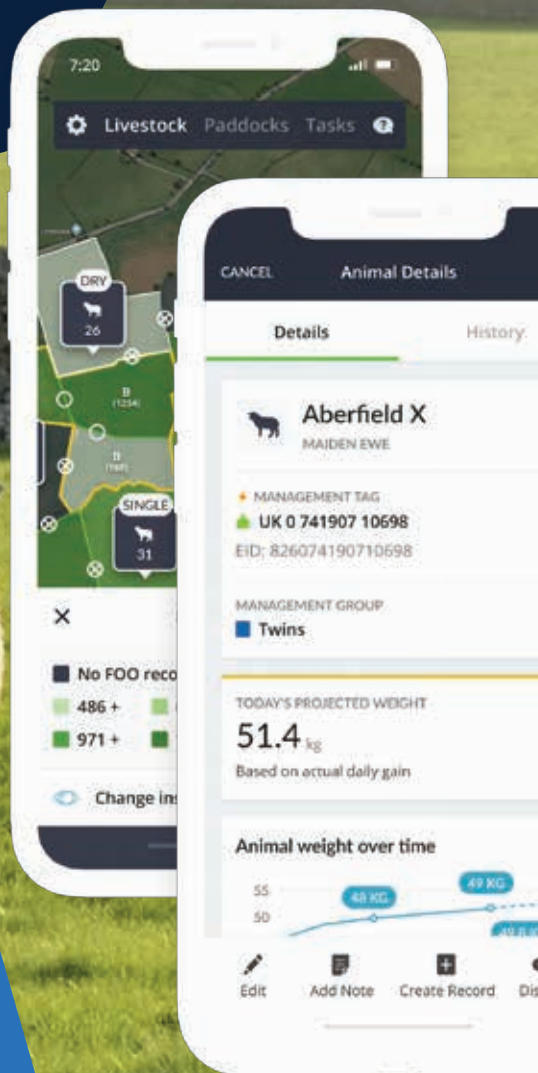 7:20
Livestock Paddocks Tasks
DRY
26
B
(1234)
B
SINGLE
31
No FOO reco
486 +
971 +
Change ins
CANCEL Animal Details
Details History
Aberfield X
MAIDEN EWE
MANAGEMENT TAG
UK 0 741907 10698
EID: 826074190710698
MANAGEMENT GROUP
Twins
TODAY'S PROJECTED WEIGHT
51.4 kg
Based on actual daily gain
Animal weight over time
55
50
48 KG
49 KG
Edit Add Note Create Record Dis